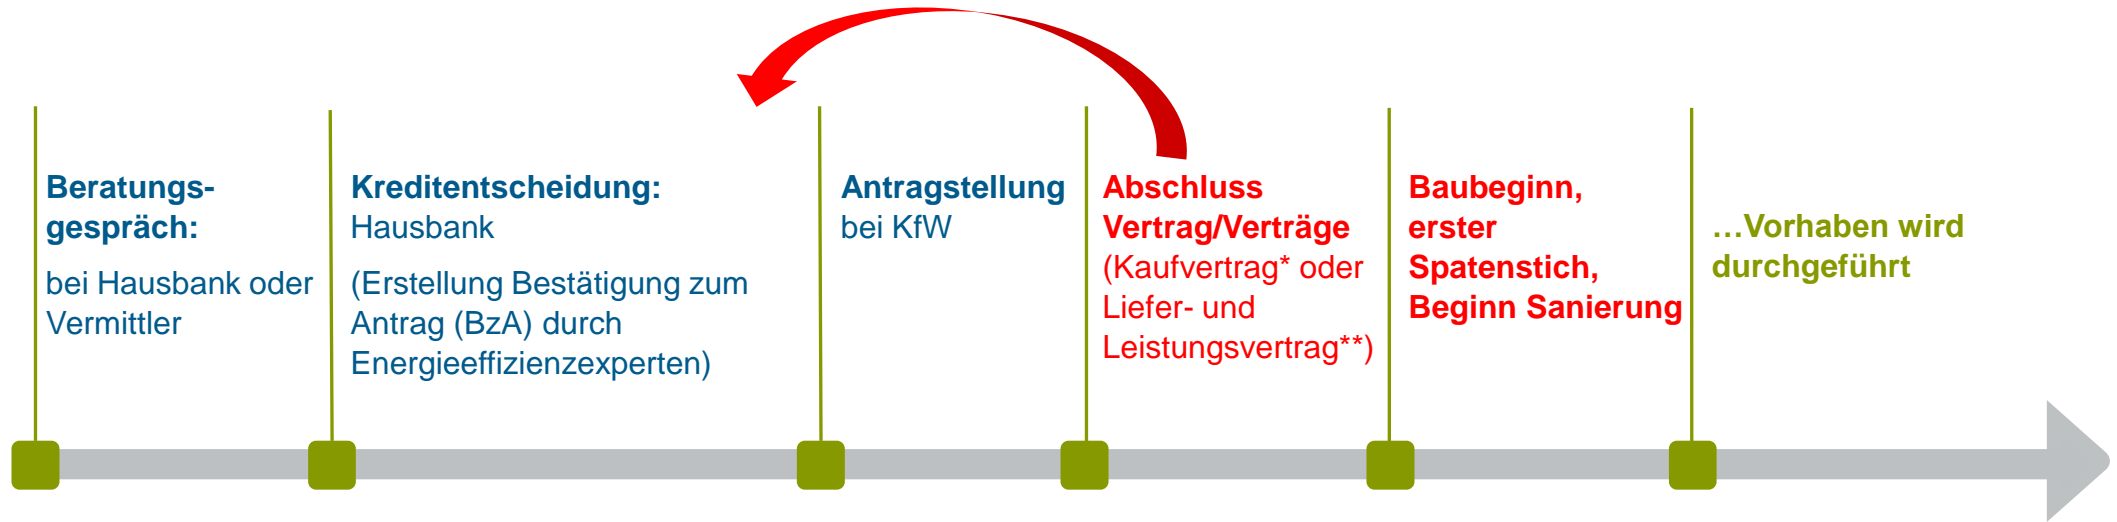 Beratungs-
gespräch:
bei Hausbank oder
Vermittler
Kreditentscheidung:
Hausbank
(Erstellung Bestätigung zum
Antrag (BzA) durch
Energieeffizienzexperten)
Antragstellung
bei KfW
Abschluss
Vertrag/Verträge
(Kaufvertrag* oder
Liefer- und
Leistungsvertrag**)
Baubeginn,
erster
Spatenstich,
Beginn Sanierung
…Vorhaben wird
durchgeführt